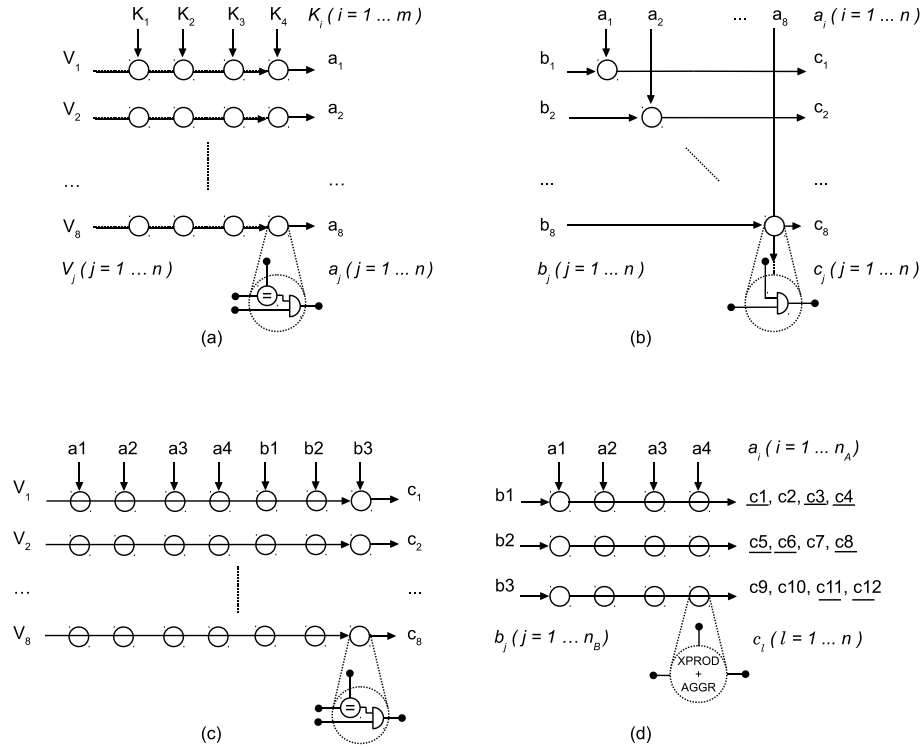 K1 K2 K3 K4 Ki ( i = 1 ... m )
V1 a1
V2 a2
... ...
V8 a8
Vj ( j = 1 ... n ) aj ( j = 1 ... n )
=
(a)
a1 a2 ... a8 ai ( i = 1 ... n )
b1 c1
b2 c2
... ...
b8 c8
bj ( j = 1 ... n ) cj ( j = 1 ... n )
(b)
a1 a2 a3 a4 b1 b2 b3
V1 c1
V2 c2
... ...
V8 c8
=
(c)
a1 a2 a3 a4 ai ( i = 1 ... nA)
b1 c1, c2, c3, c4
b2 c5, c6, c7, c8
b3 c9, c10, c11, c12
bj ( j = 1 ... nB) cl ( l = 1 ... n )
XPROD
+
AGGR
(d)